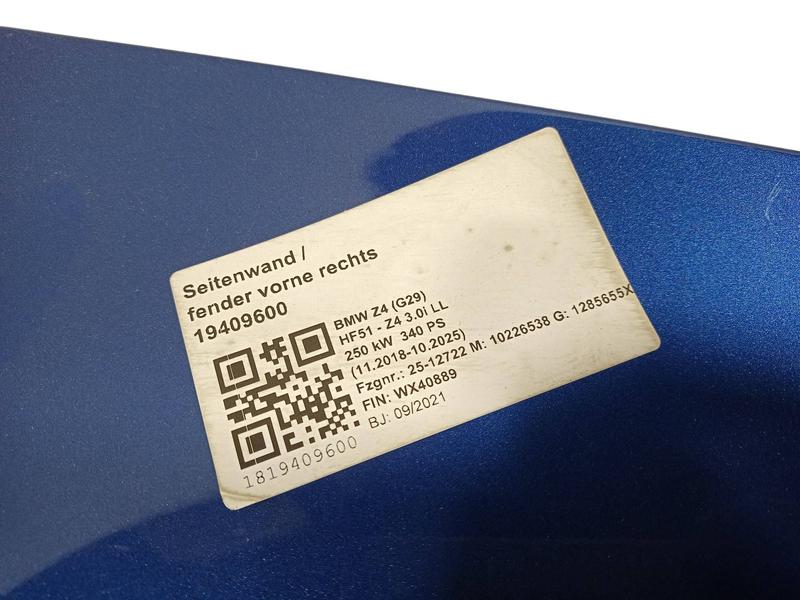 Seitenwand /
fender vorne rechts
19409600
BMW Z4 (G29)
HF51 - Z4 3.0i LL
250 kW 340 PS
(11.2018-10.2025)
Fzgnr.: 25-12722 M: 10226538 G: 1285655X
FIN: WX40889
BJ: 09/2021
1819409600